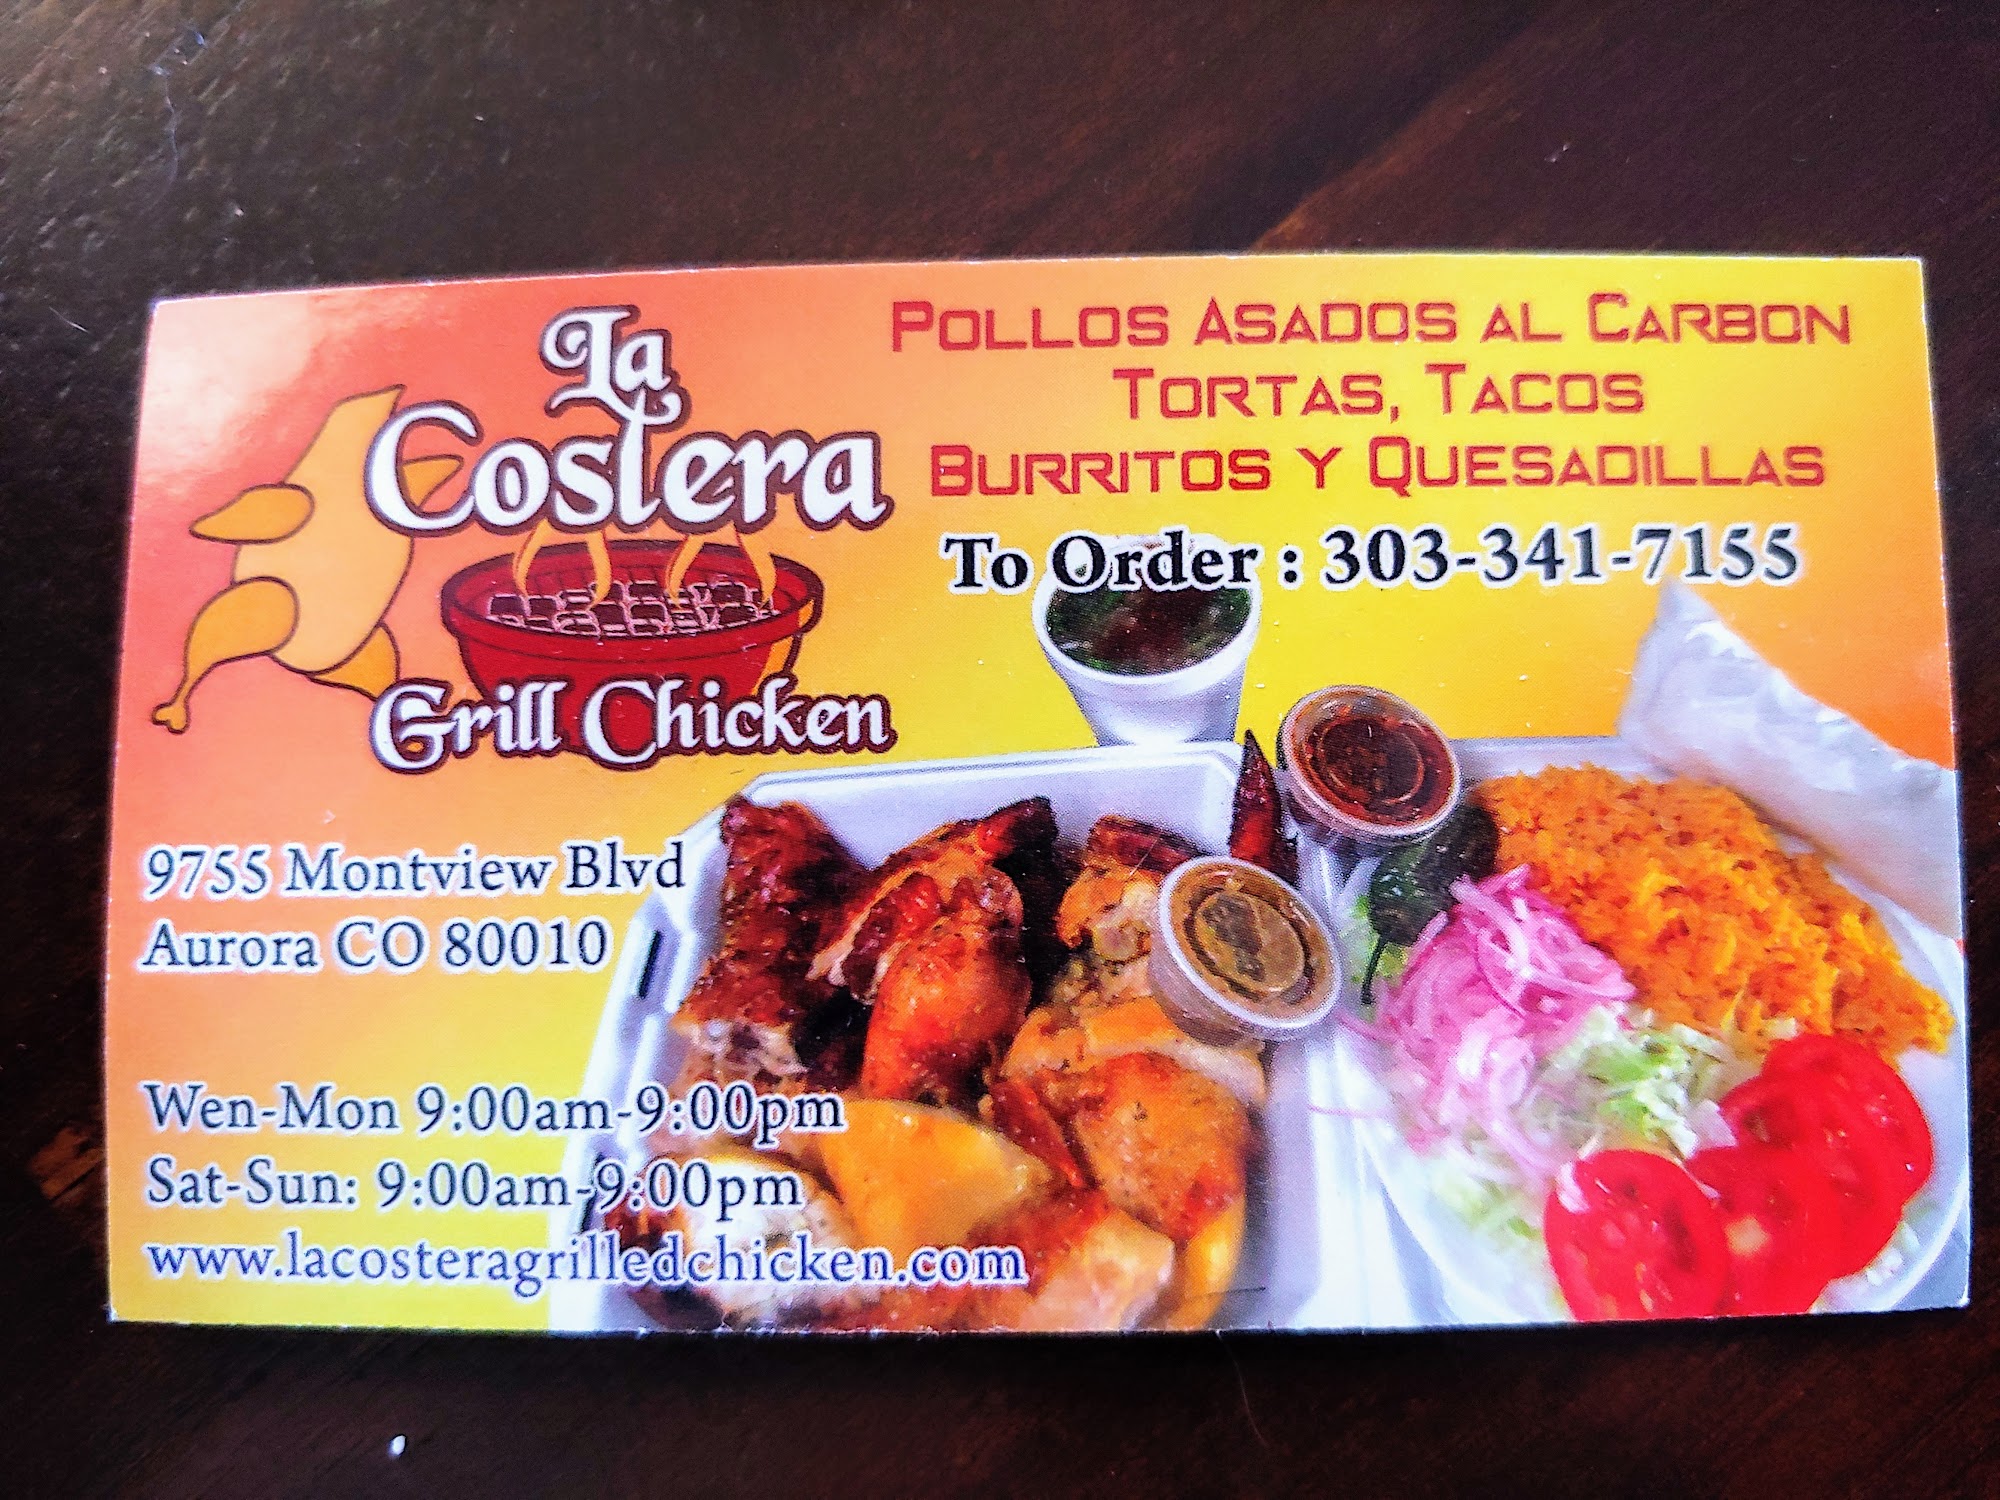 La
Costera
Grill Chicken
POLLOS ASADOS AL CARBON
TORTAS, TACOS
BURRITOS Y QUESADILLAS
To Order : 303-341-7155
9755 Montview Blvd
Aurora CO 80010
Wen-Mon 9:00am-9:00pm
Sat-Sun: 9:00am-9:00pm
www.lacosteragrilledchicken.com